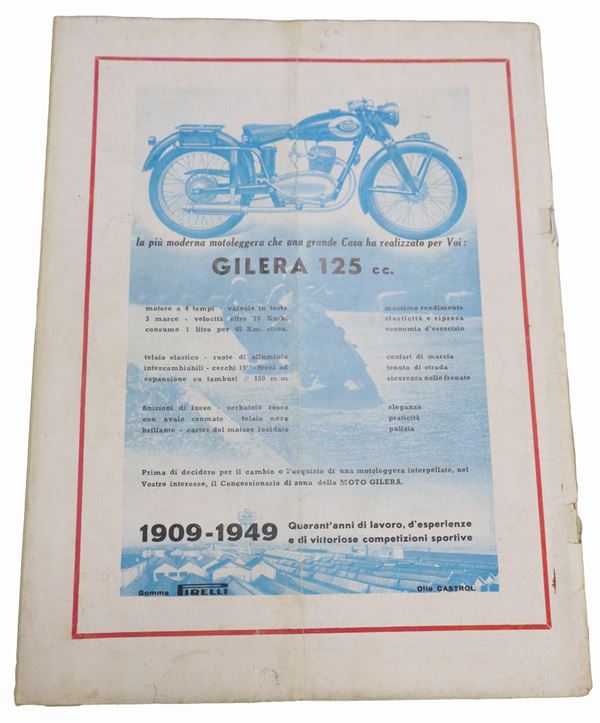 la più moderna motoleggera che una grande Casa ha realizzato per Voi:
GILERA 125 cc.
motore a 4 tempi - valvole in testa
3 marce - velocità oltre 75 Kmh.
consumo 1 litro per 45 Km. circa.
massimo rendimento
elasticità e ripresa
economia d'esercizio
telaio elastico - ruote di alluminio
intercambiabili - cerchi 19" - freni ad
espansione su tamburi 150 mm
confort di marcia
tenuta di strada
sicurezza nelle frenate
finizioni di lusso - serbatoio rosso
con ovale cromato - telaio nero
brillante - carter del motore lucidato
eleganza
praticità
pulizia
Prima di decidere per il cambio o l'acquisto di una motoleggera interpellate, nel
Vostro interesse, il Concessionario di zona della MOTO GILERA.
1909-1949 Quarant'anni di lavoro, d'esperienze
e di vittoriose competizioni sportive
Gomme PIRELLI
Olio CASTROL